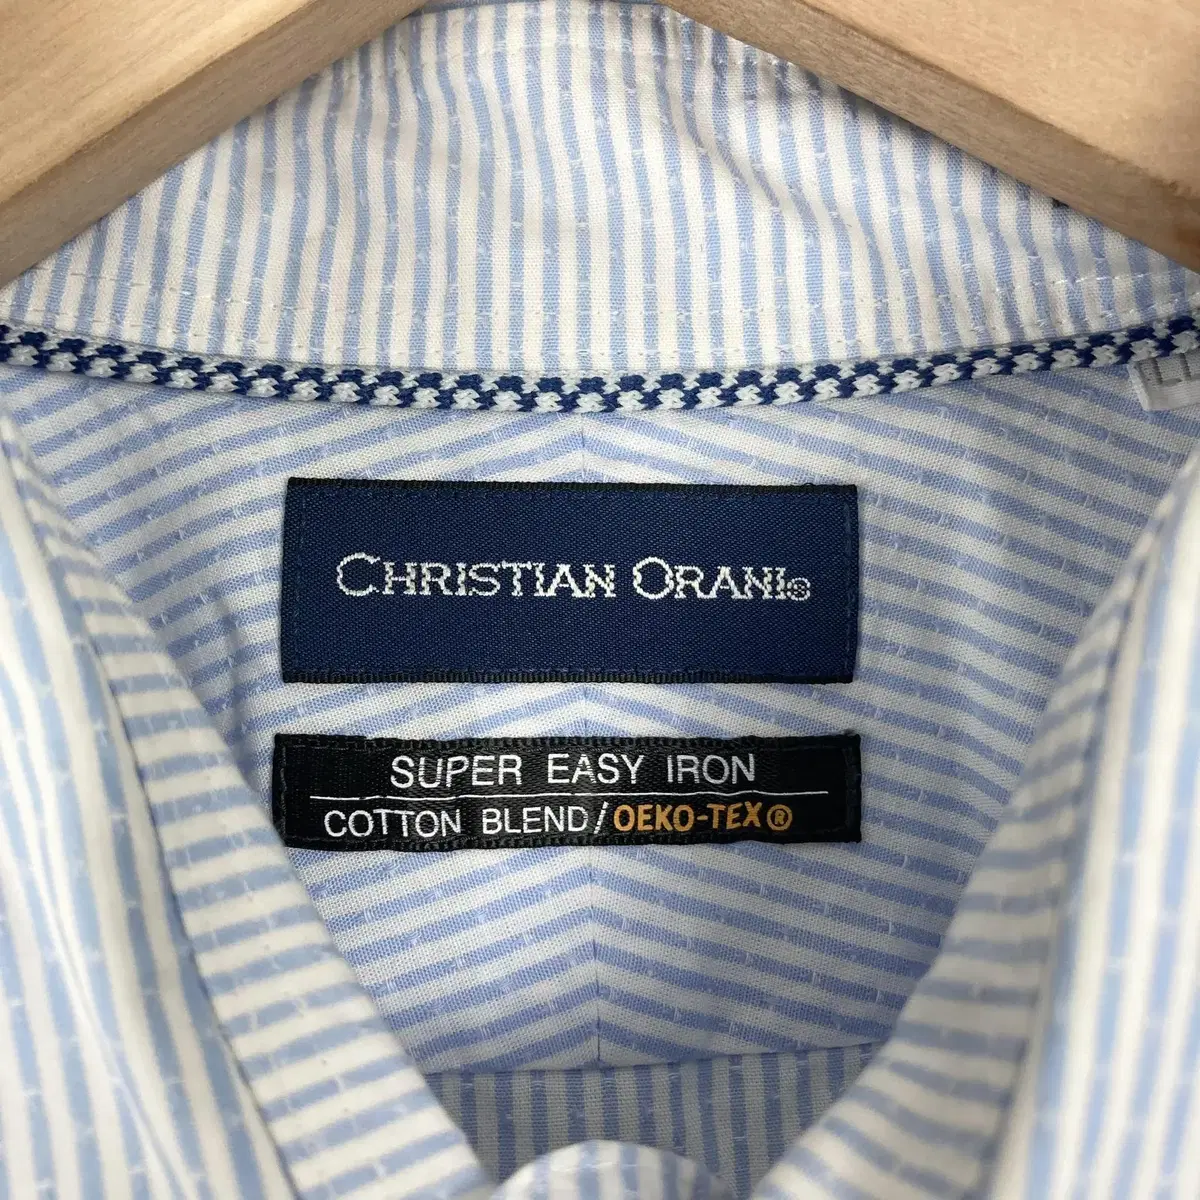 CHRISTIAN ORANI®
SUPER EASY IRON
COTTON BLEND/OEKO-TEX®